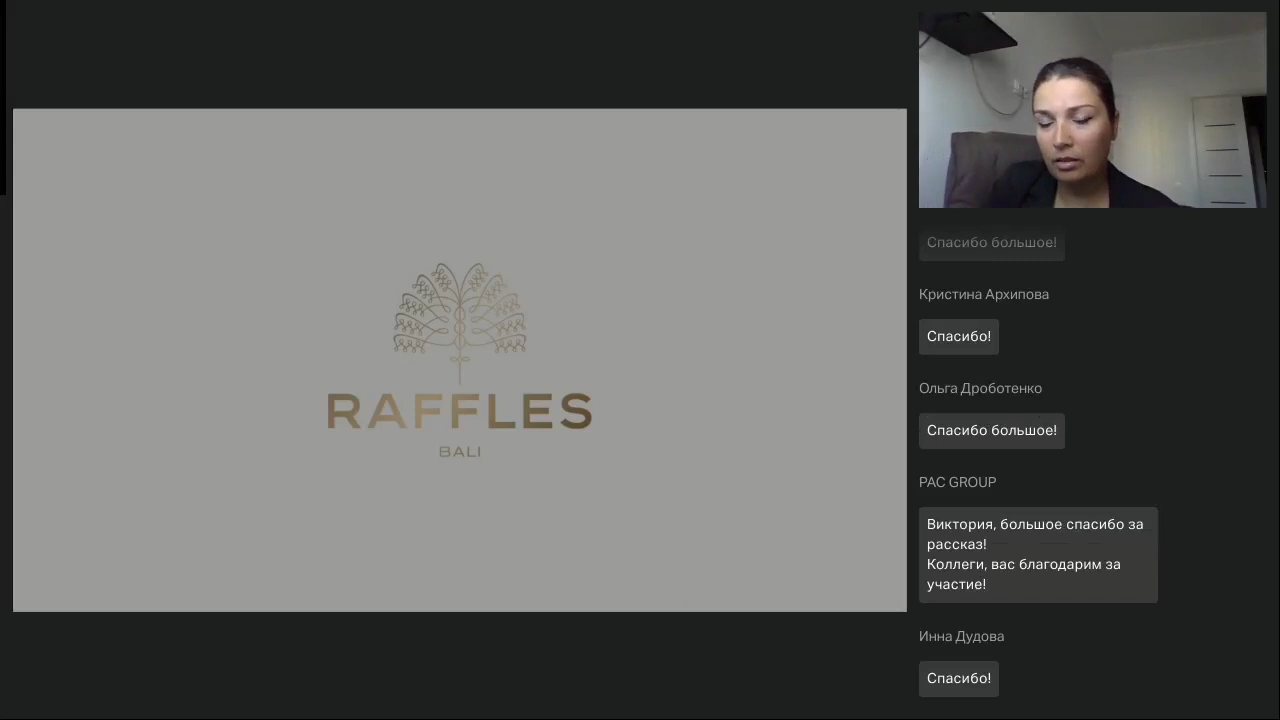 RAFFLES
BALI
Спасибо большое!
Кристина Архипова
Спасибо!
Ольга Дроботенко
Спасибо большое!
PAC GROUP
Виктория, большое спасибо за
рассказ!
Коллеги, вас благодарим за
участие!
Инна Дудова
Спасибо!